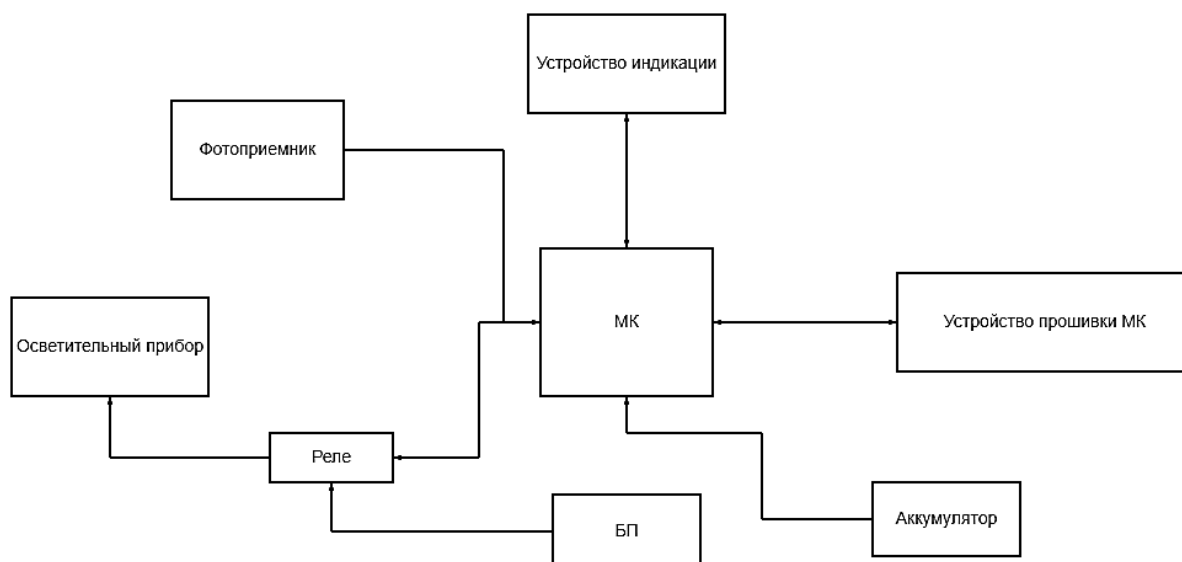 Устройство индикации
Фотоприемник
Осветительный прибор
МК
Устройство прошивки МК
Реле
БП
Аккумулятор